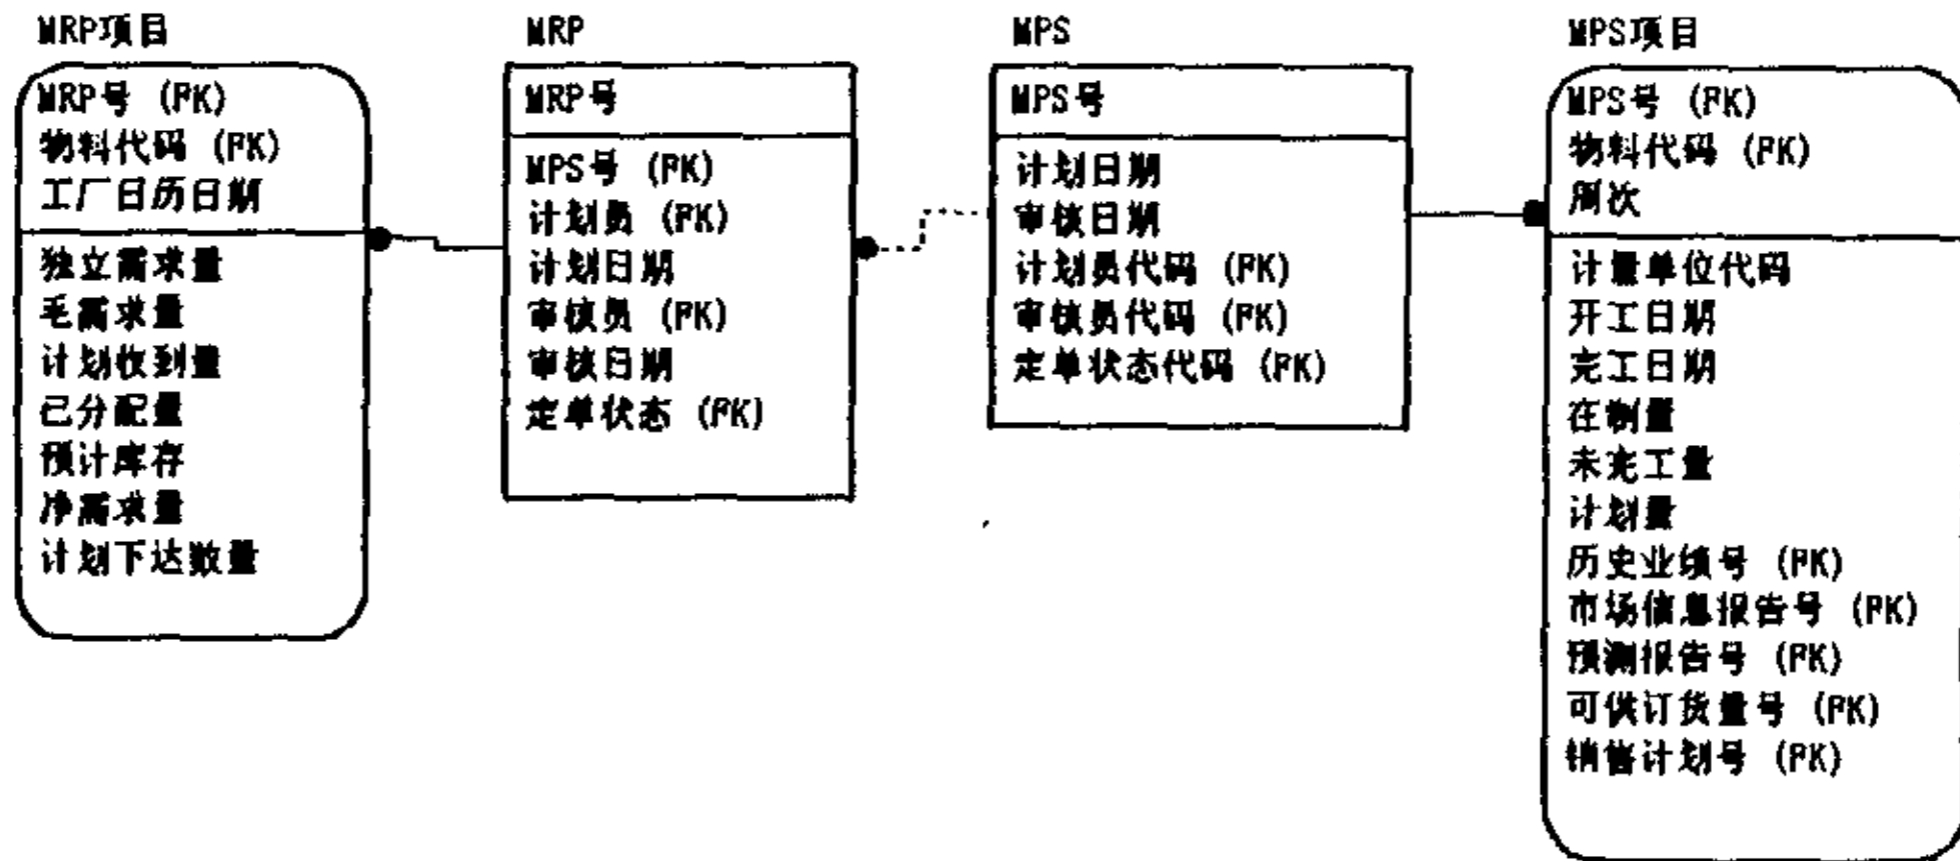 MRP项目
MRP号 (FK)
物料代码 (FK)
工厂日历日期
独立需求量
毛需求量
计划收到量
已分配量
预计库存
净需求量
计划下达数量
MRP
MRP号
MPS号 (FK)
计划员 (FK)
计划日期
审核员 (FK)
审核日期
定单状态 (FK)
MPS
MPS号
计划日期
审核日期
计划员代码 (FK)
审核员代码 (FK)
定单状态代码 (FK)
MPS项目
MPS号 (FK)
物料代码 (FK)
周次
计量单位代码
开工日期
完工日期
在制量
未完工量
计划量
历史业绩号 (FK)
市场信息报告号 (FK)
预测报告号 (FK)
可供订货量号 (FK)
销售计划号 (FK)